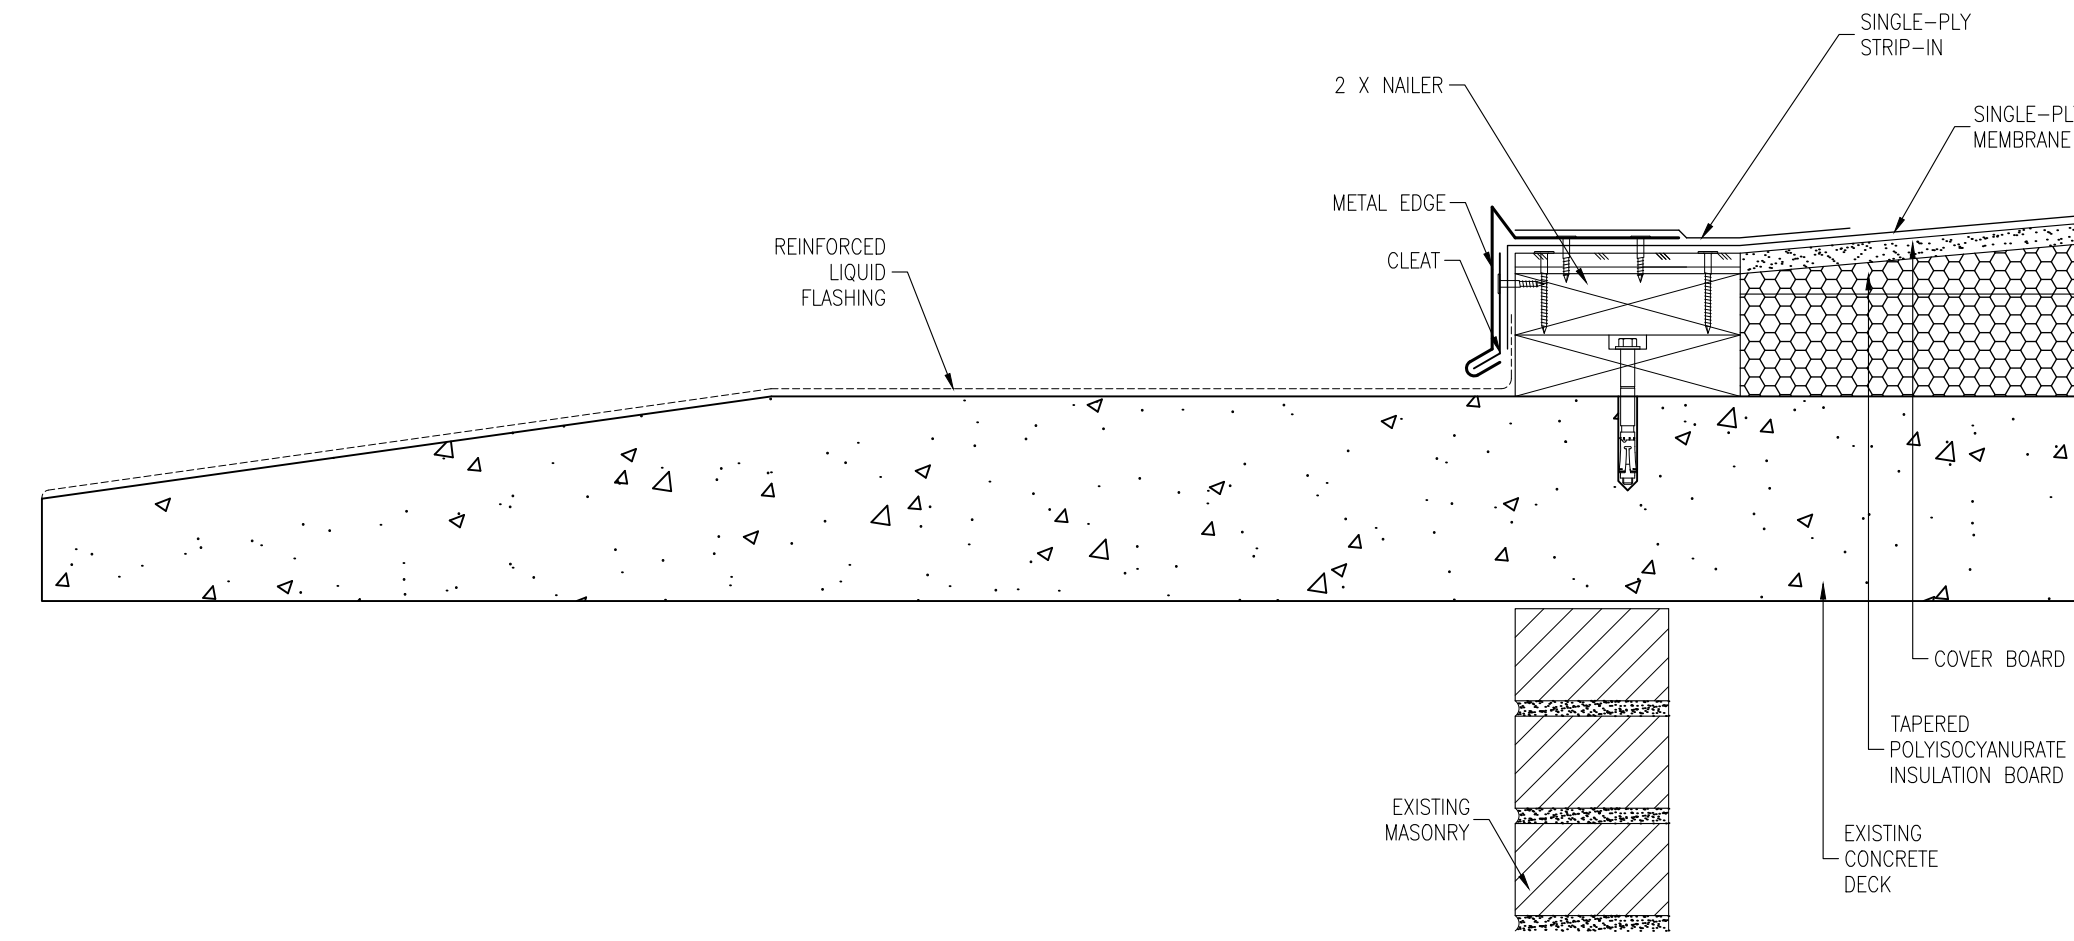 SINGLE-PLY
STRIP-IN
2 X NAILER
SINGLE-PLY
MEMBRANE
METAL EDGE
REINFORCED
LIQUID
FLASHING
CLEAT
COVER BOARD
TAPERED
POLYISOCYANURATE
INSULATION BOARD
EXISTING
MASONRY
EXISTING
CONCRETE
DECK